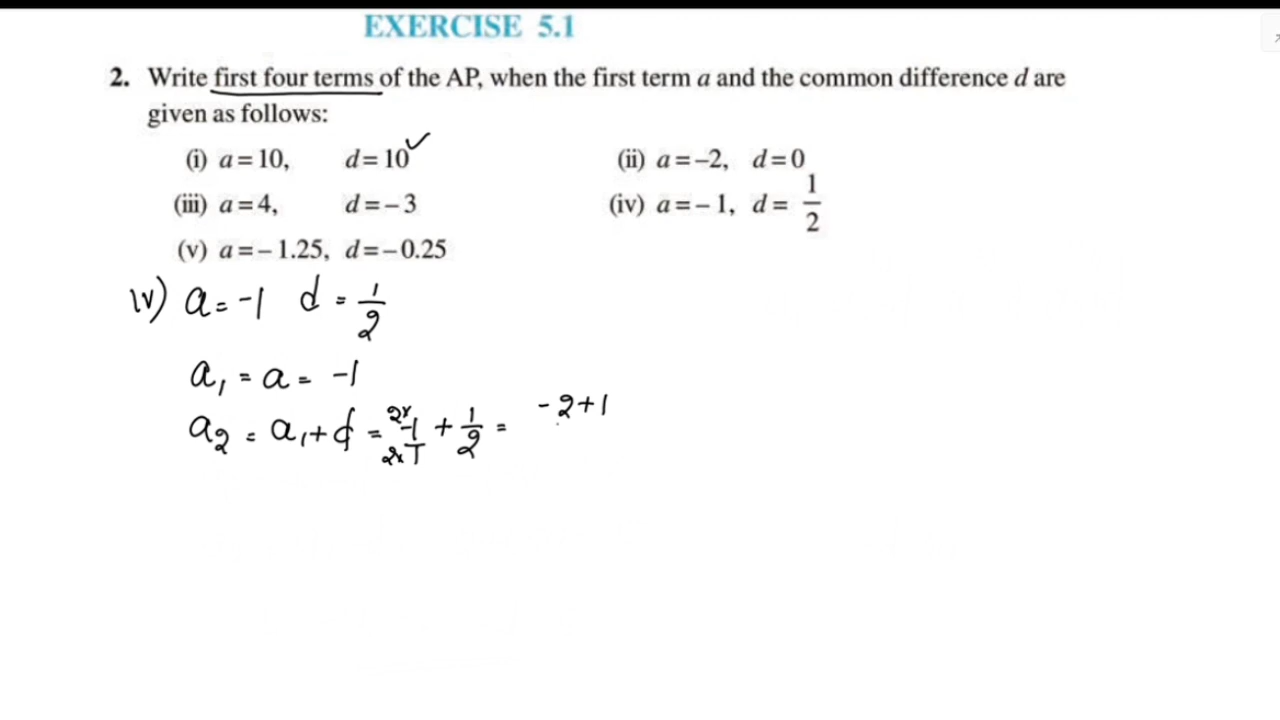 EXERCISE 5.1
2. Write first four terms of the AP, when the first term a and the common difference d are
given as follows:
(i) a = 10, d = 10 ✓ (ii) a = –2, d = 0
(iii) a = 4, d = – 3 (iv) a = – 1, d = 1/2
(v) a = – 1.25, d = – 0.25
iv) a = -1 d = 1/2
a₁ = a = -1
a₂ = a₁ + d = 2x-1/2x1 + 1/2 = -2+1